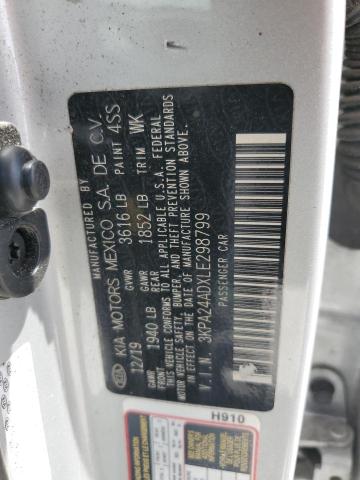 MANUFACTURED BY
KIA KIA MOTORS MEXICO S.A. DE C.V.
12/19 GVWR 3616 LB PAINT 4SS
GAWR 1940 LB GAWR 1852 LB TRIM WK
THIS VEHICLE CONFORMS TO ALL APPLICABLE U.S.A. FEDERAL
MOTOR VEHICLE SAFETY, BUMPER, AND THEFT PREVENTION STANDARDS
IN EFFECT ON THE DATE OF MANUFACTURE SHOWN ABOVE.
V.I.N. 3KPA24ADXLE298799
PASSENGER CAR
H910